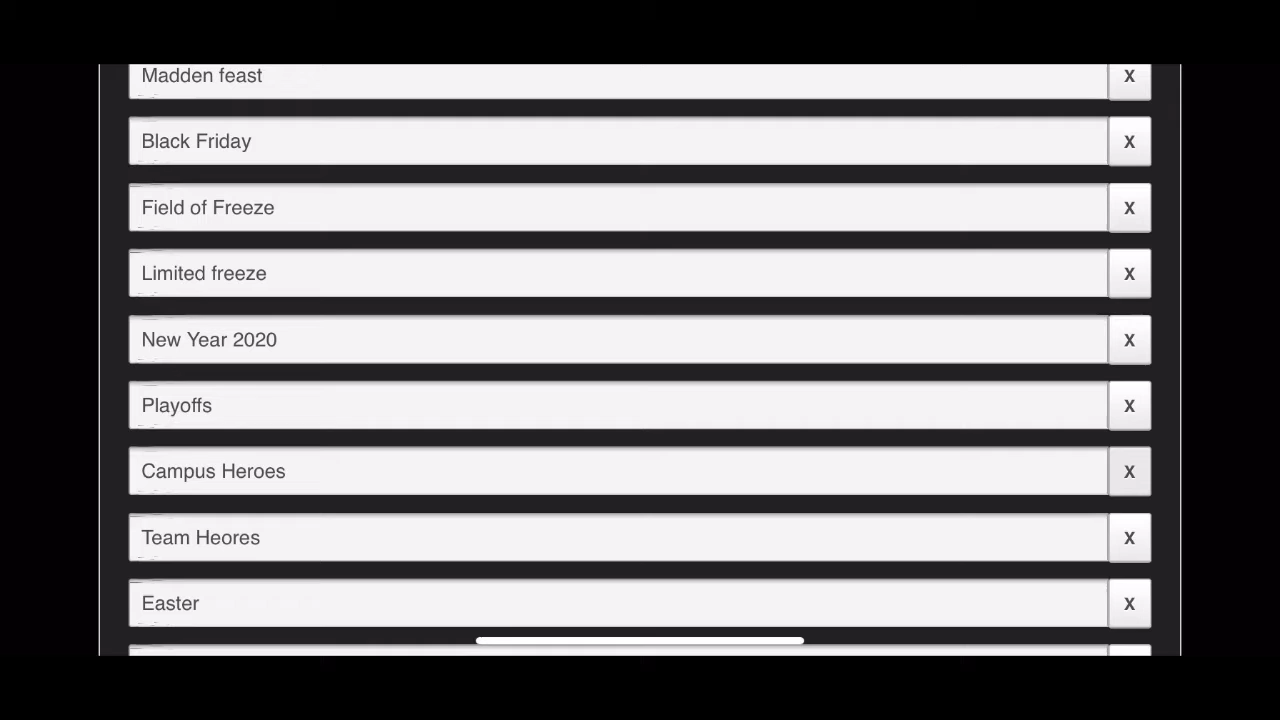 Madden feast X
Black Friday X
Field of Freeze X
Limited freeze X
New Year 2020 X
Playoffs X
Campus Heroes X
Team Heores X
Easter X